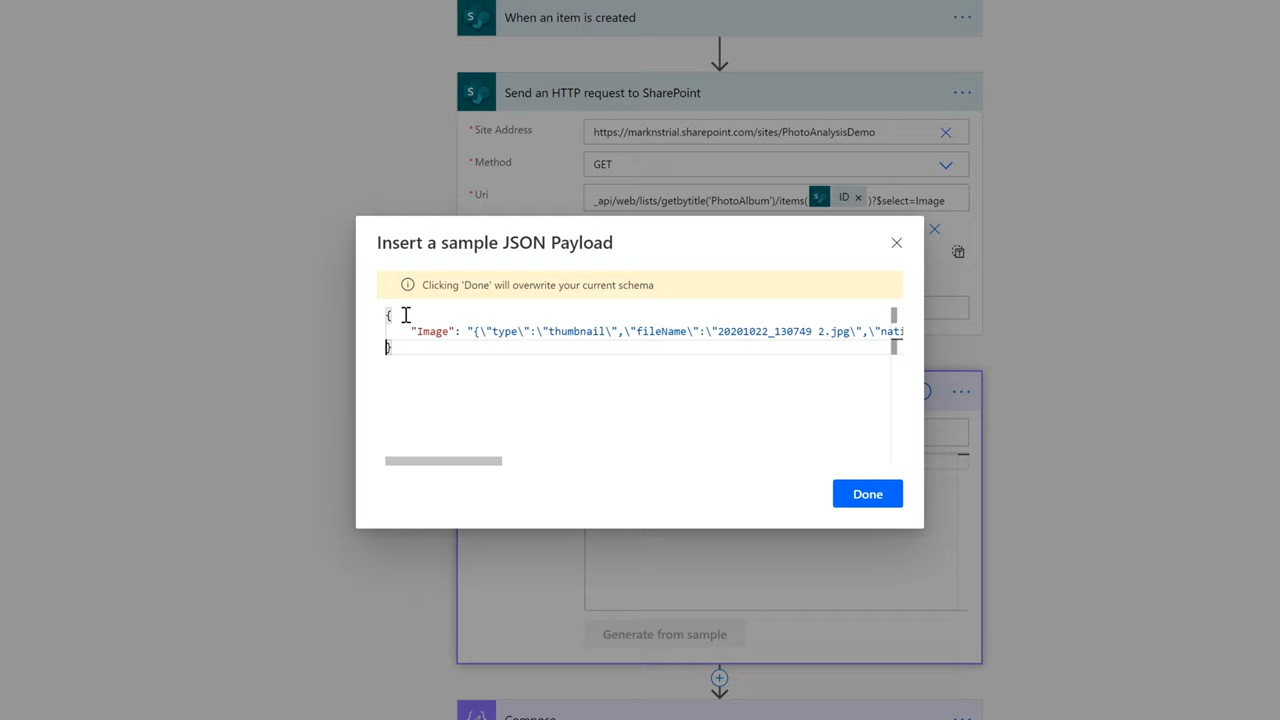 When an item is created
Send an HTTP request to SharePoint
* Site Address
https://marknstrial.sharepoint.com/sites/PhotoAnalysisDemo
* Method
GET
* Uri
_api/web/lists/getbytitle('PhotoAlbum')/items( ID × )?$select=Image
Insert a sample JSON Payload
Clicking 'Done' will overwrite your current schema
{
"Image": "{\"type\":\"thumbnail\",\"fileName\":\"20201022_130749 2.jpg\",\"nati
}
Done
Generate from sample
Compose